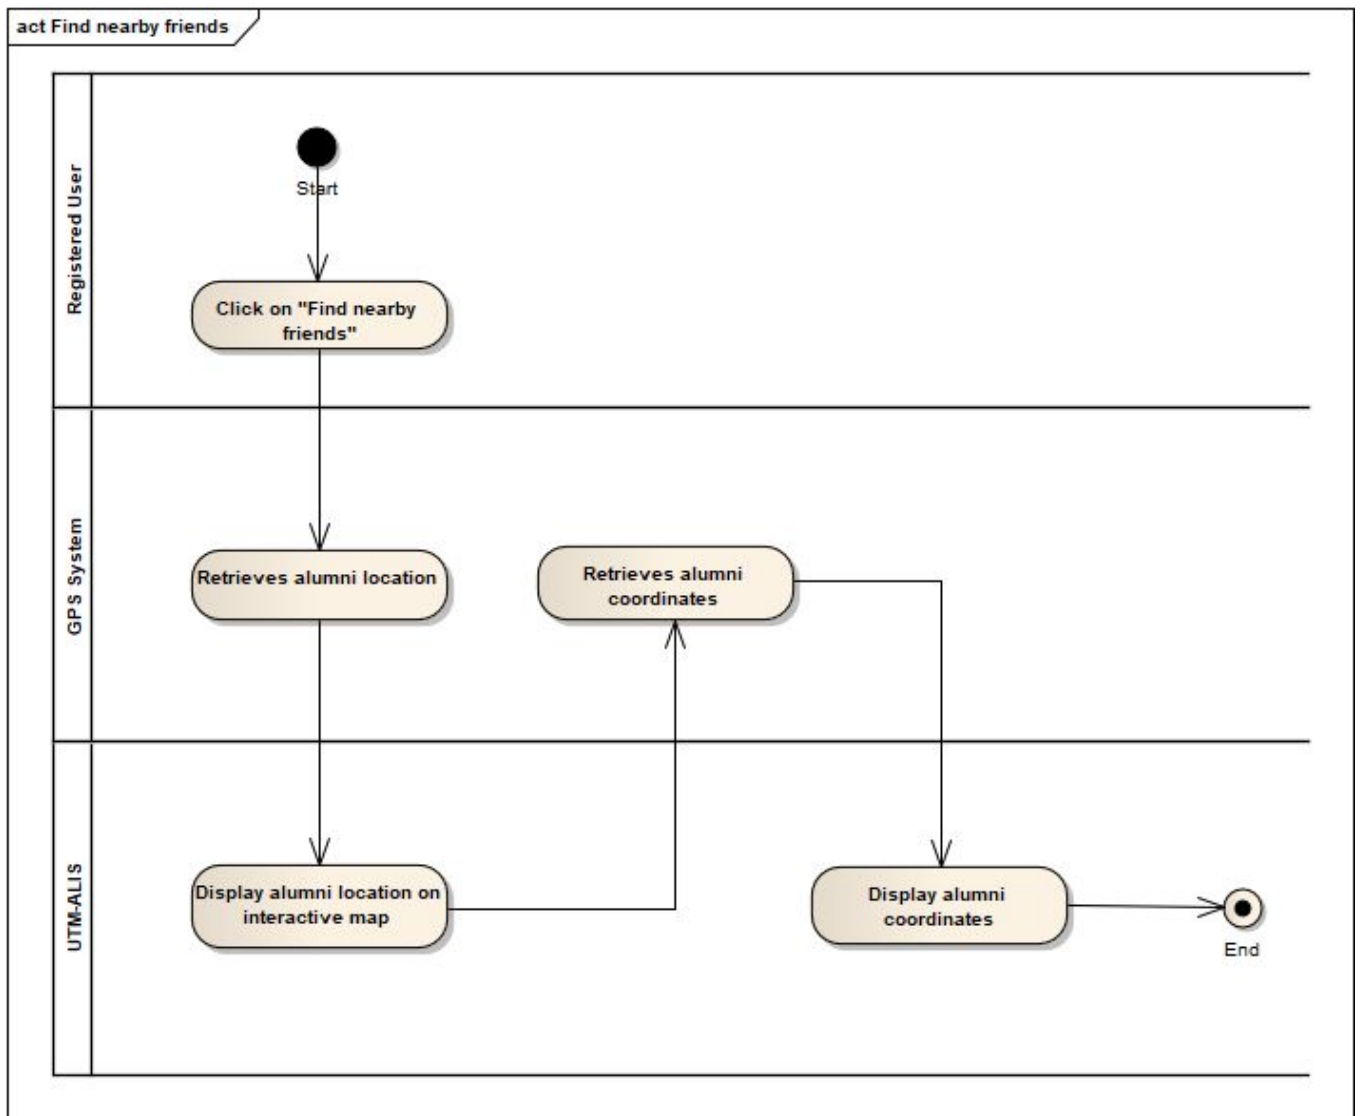 act Find nearby friends
Registered User
Start
Click on "Find nearby
friends"
GPS System
Retrieves alumni location
Retrieves alumni
coordinates
UTM-ALIS
Display alumni location on
interactive map
Display alumni
coordinates
End